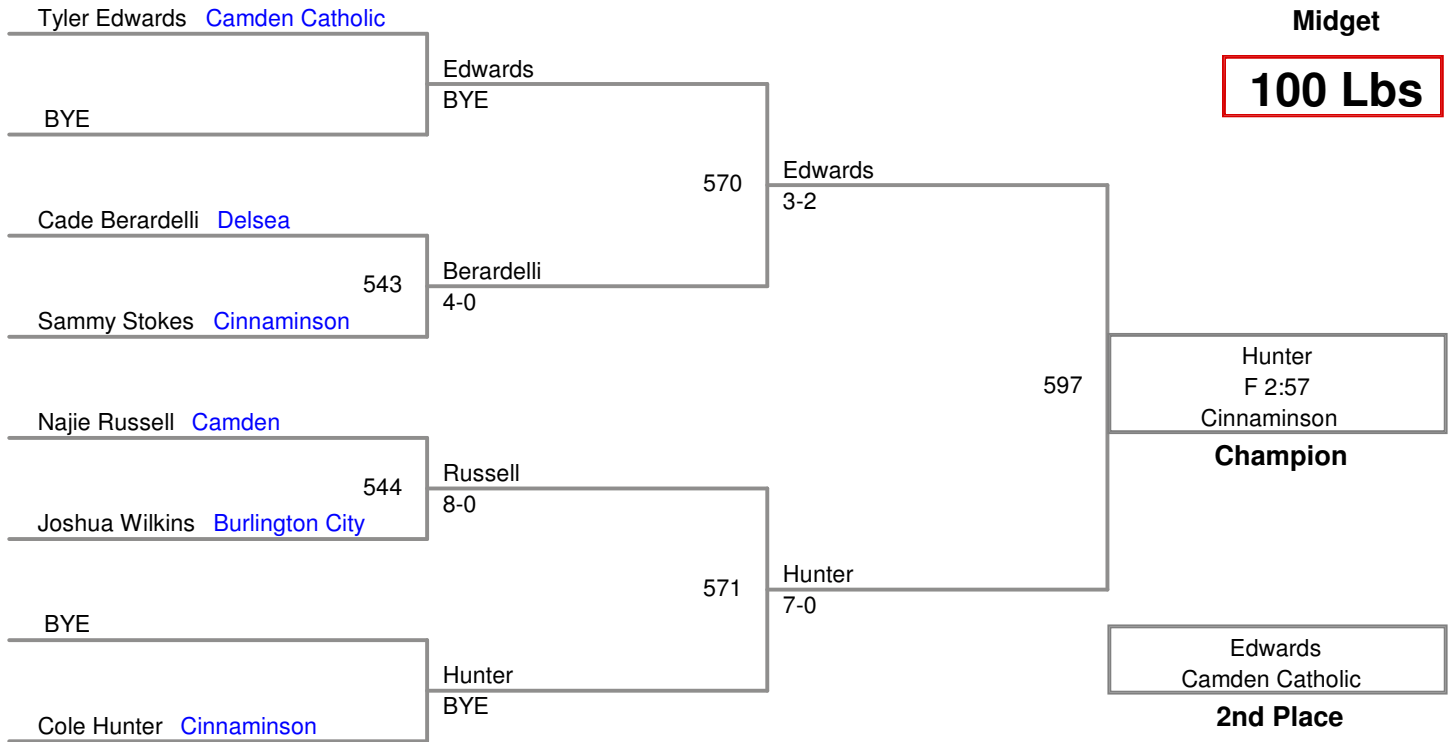 Tyler Edwards Camden Catholic
Midget
Edwards
BYE
100 Lbs
BYE
Edwards
570
3-2
Cade Berardelli Delsea
Berardelli
543
4-0
Sammy Stokes Cinnaminson
Hunter
597
F 2:57
Cinnaminson
Najie Russell Camden
Champion
Russell
544
8-0
Joshua Wilkins Burlington City
Hunter
571
7-0
BYE
Edwards
Hunter
Camden Catholic
BYE
2nd Place
Cole Hunter Cinnaminson